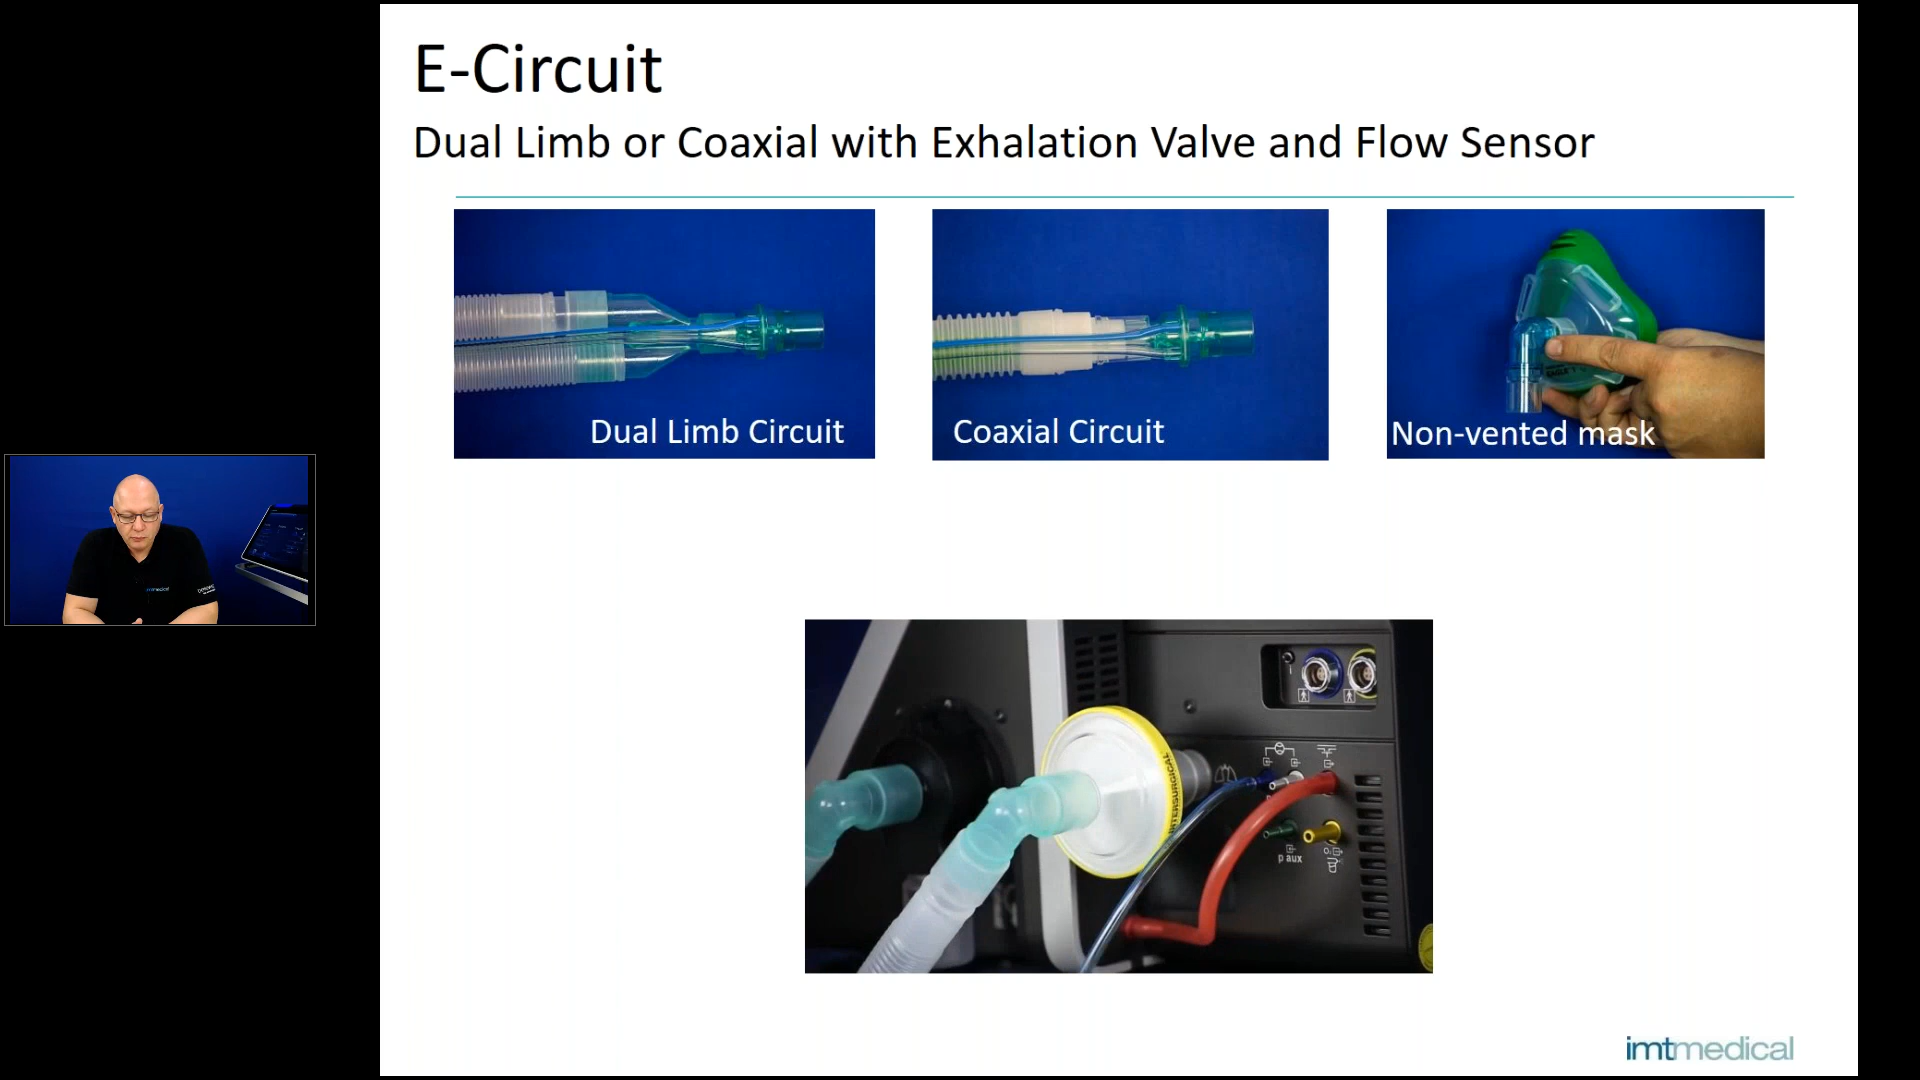 E-Circuit
Dual Limb or Coaxial with Exhalation Valve and Flow Sensor
Dual Limb Circuit
Coaxial Circuit
Non-vented mask
INTERSURGICAL
p aux
imtmedical